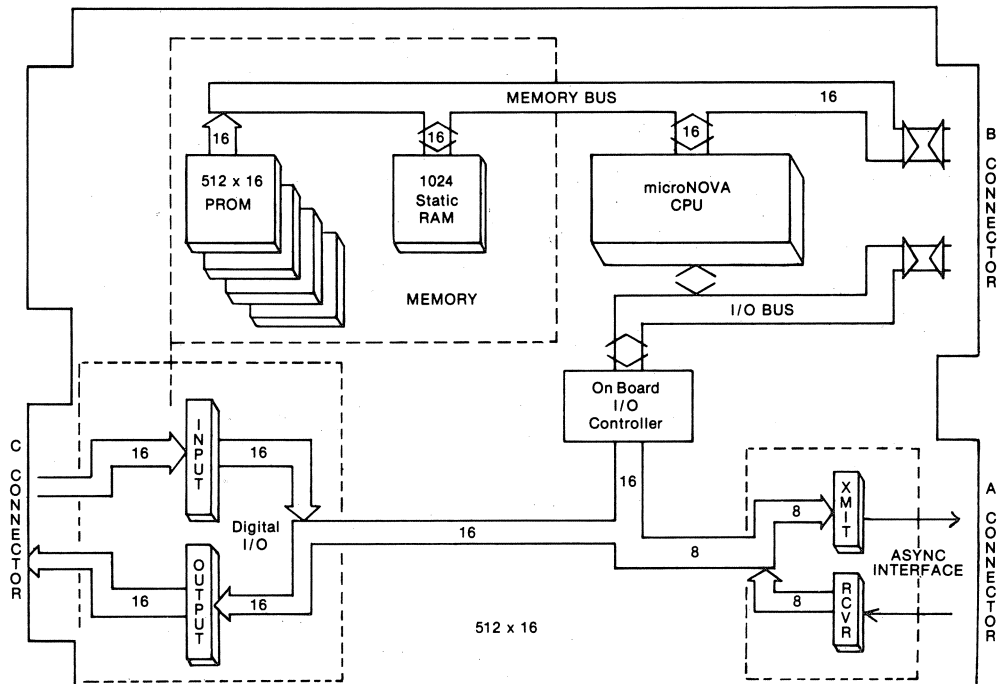 MEMORY BUS
16
16
16
16
512 x 16
PROM
1024
Static
RAM
microNOVA
CPU
MEMORY
B CONNECTOR
I/O BUS
On Board
I/O
Controller
C CONNECTOR
16
INPUT
16
16
Digital
I/O
16
8
8
XMIT
ASYNC
INTERFACE
A CONNECTOR
16
OUTPUT
16
8
RCVR
512 x 16